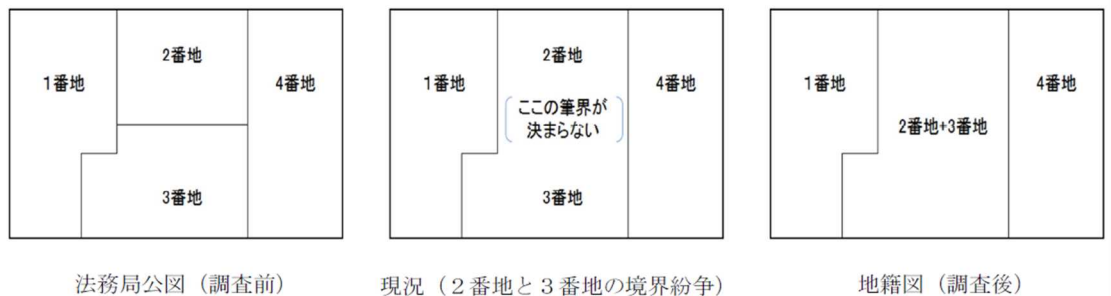 1番地
2番地
4番地
3番地
法務局公図（調査前）
1番地
2番地
4番地
ここの筆界が
決まらない
3番地
現況（２番地と３番地の境界紛争）
1番地
4番地
2番地+3番地
地籍図（調査後）